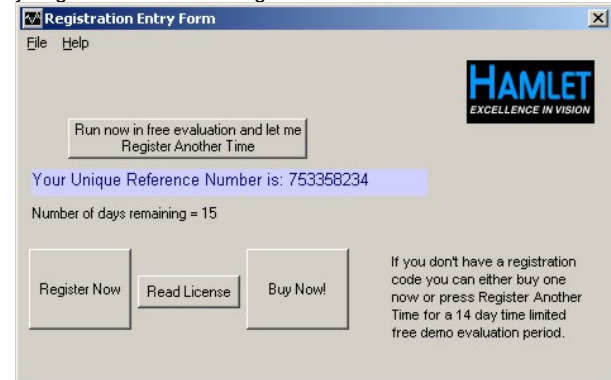 Registration Entry Form
File Help
HAMLET
EXCELLENCE IN VISION
Run now in free evaluation and let me
Register Another Time
Your Unique Reference Number is: 753358234
Number of days remaining = 15
Register Now
Read License
Buy Now!
If you don't have a registration
code you can either buy one
now or press Register Another
Time for a 14 day time limited
free demo evaluation period.